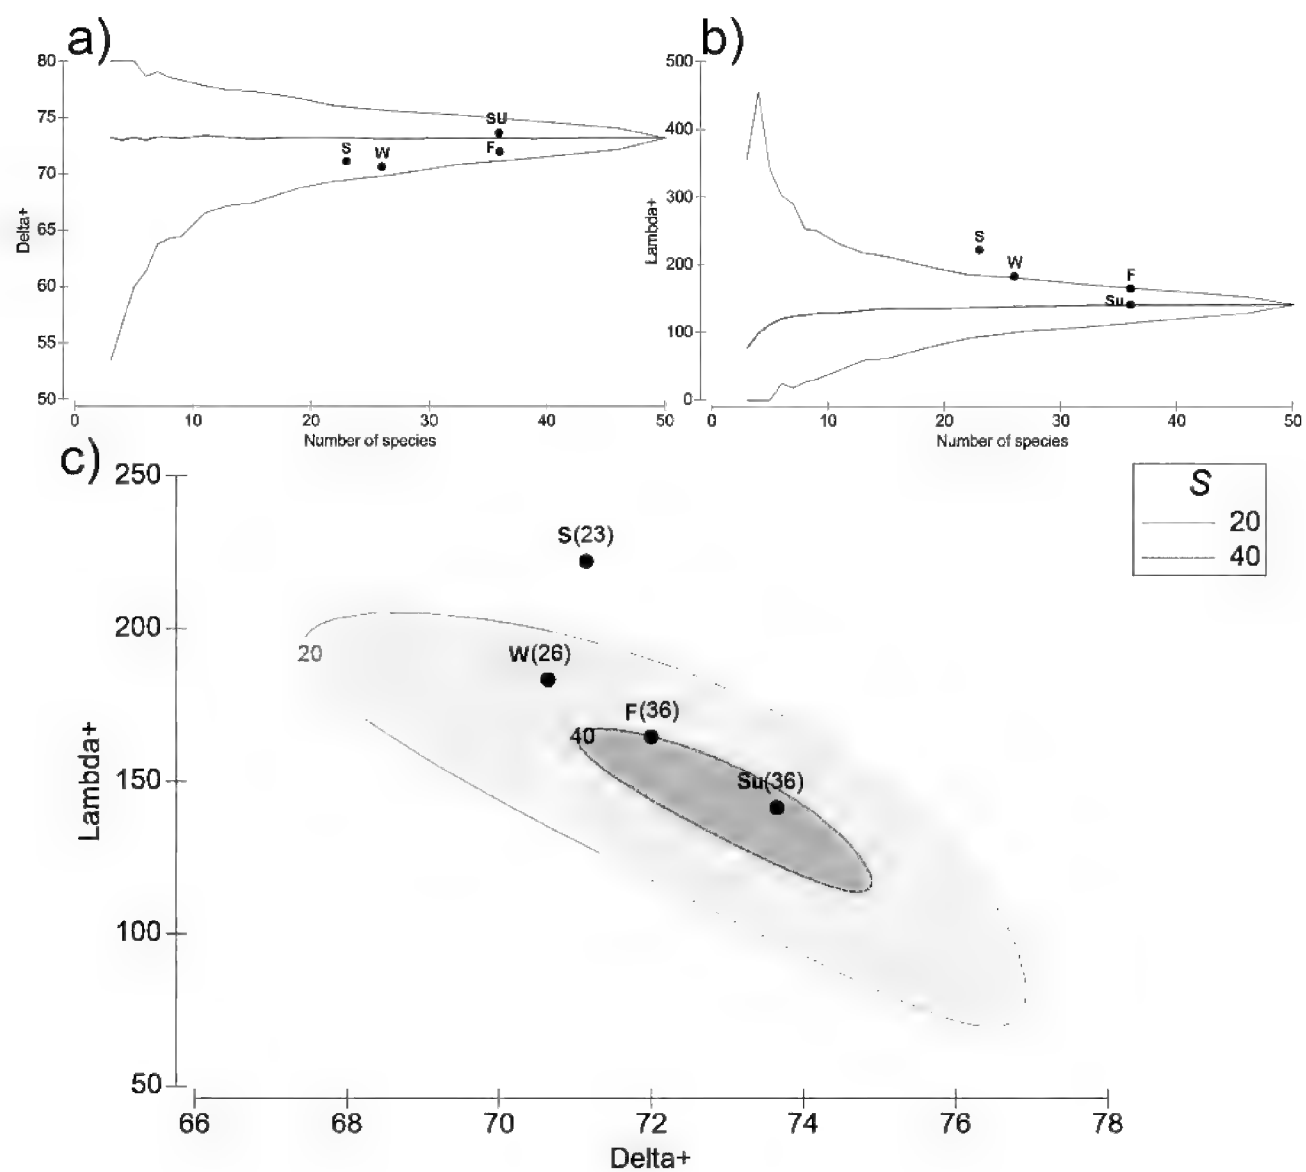 a)
80
75
70
65
60
55
50
Delta+
SU
S
W
F
0 10 20 30 40 50
Number of species
b)
500
400
300
200
100
0
Lambda+
S
W
F
Su
0 10 20 30 40 50
Number of species
c)
250
200
150
100
50
Lambda+
S(23)
20
W(26)
F(36)
40
Su(36)
66 68 70 72 74 76 78
Delta+
S
20
40